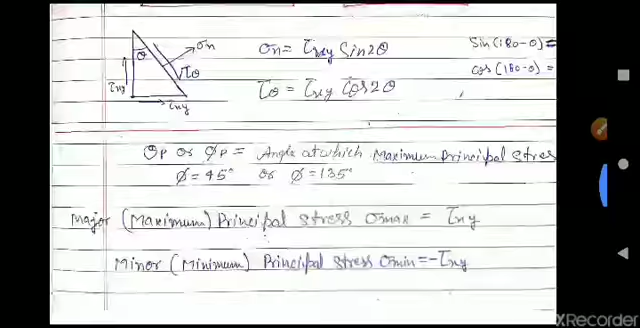 θ
σn
τθ
τxy
τxy
σn = τxy Sin2θ
τθ = τxy Cos2θ
Sin(180-θ) =
Cos(180-θ) =
θp or φp = Angle at which Maximum Principal Stress
φ = 45° or φ = 135°
Major (Maximum) Principal stress σmax = τxy
Minor (Minimum) Principal stress σmin = -τxy
XRecorder